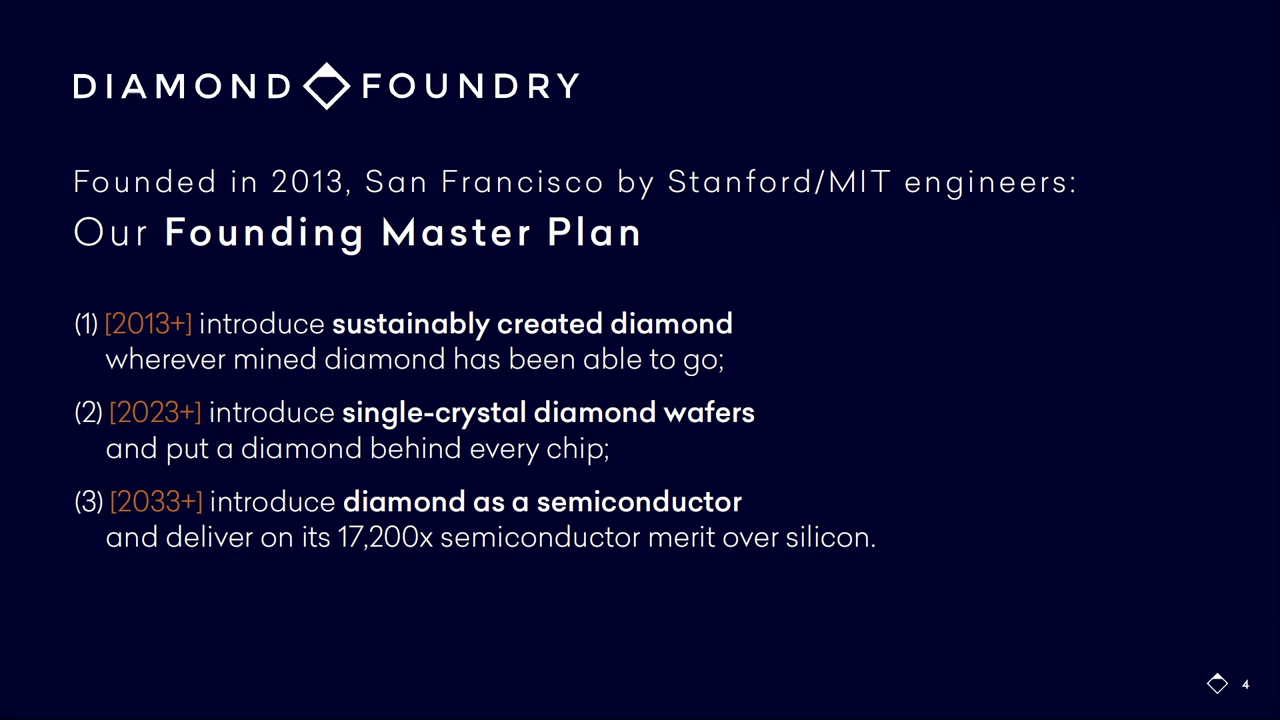 DIAMOND FOUNDRY
Founded in 2013, San Francisco by Stanford/MIT engineers:
Our Founding Master Plan
(1) [2013+] introduce sustainably created diamond
wherever mined diamond has been able to go;
(2) [2023+] introduce single-crystal diamond wafers
and put a diamond behind every chip;
(3) [2033+] introduce diamond as a semiconductor
and deliver on its 17,200x semiconductor merit over silicon.
4